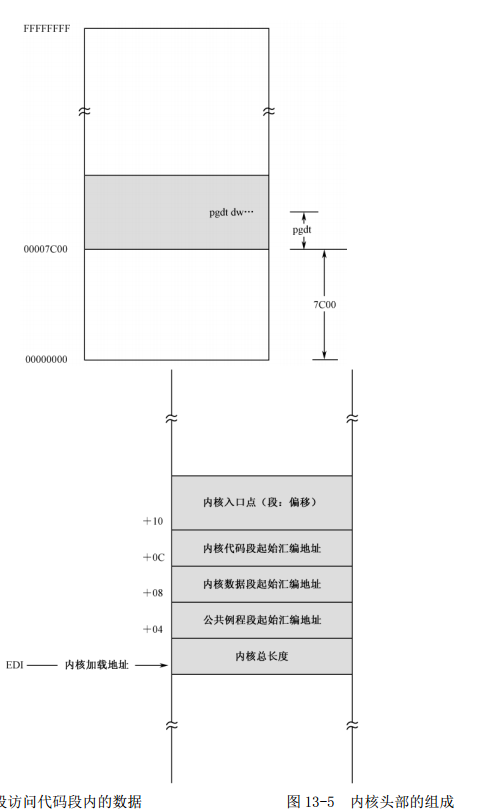 FFFFFFFF
pgdt dw…
pgdt
00007C00
7C00
00000000
内核入口点（段：偏移）
+10
内核代码段起始汇编地址
+0C
内核数据段起始汇编地址
+08
公共例程段起始汇编地址
+04
内核总长度
EDI
内核加载地址
段访问代码段内的数据
图 13-5 内核头部的组成